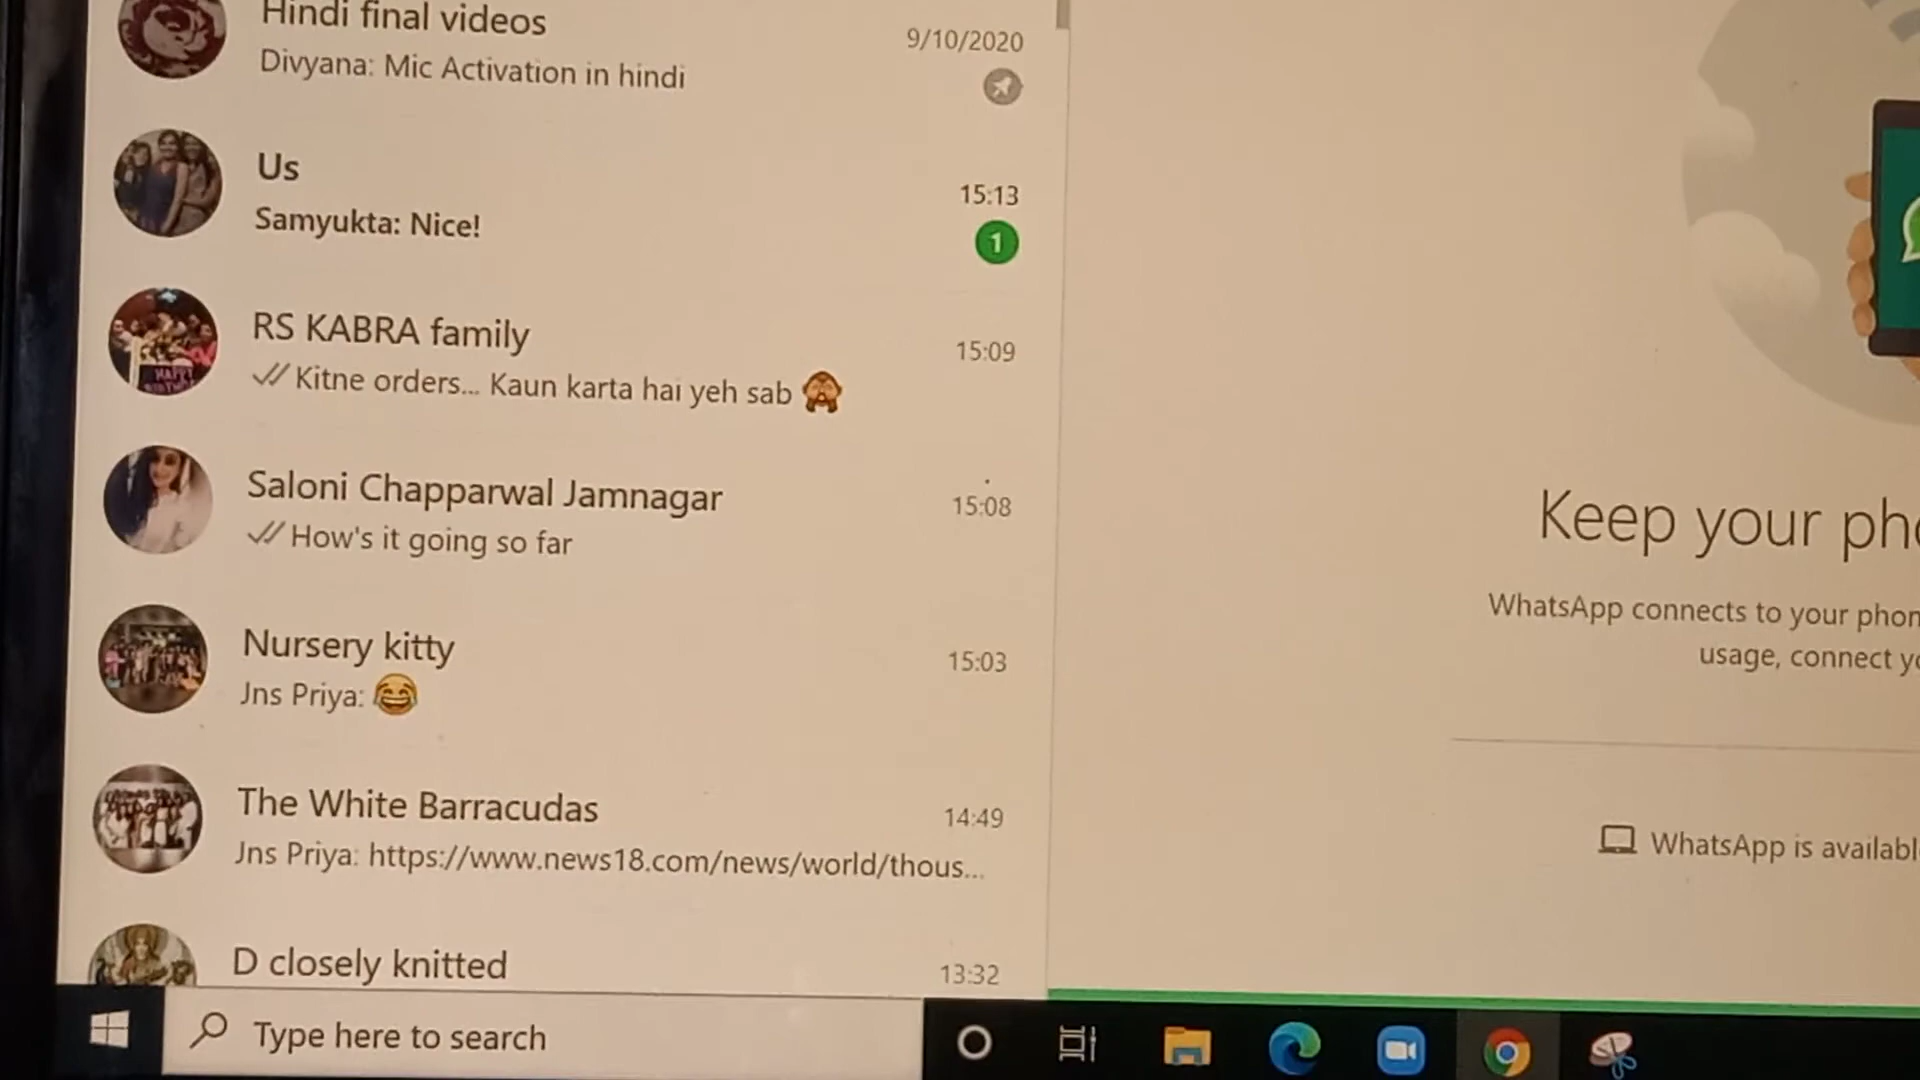 Hindi final videos
9/10/2020
Divyana: Mic Activation in hindi
Us
15:13
Samyukta: Nice!
1
RS KABRA family
15:09
Kitne orders... Kaun karta hai yeh sab 🙈
Saloni Chapparwal Jamnagar
15:08
How's it going so far
Nursery kitty
15:03
Jns Priya: 😂
The White Barracudas
14:49
Jns Priya: https://www.news18.com/news/world/thous...
D closely knitted
13:32
Keep your pho
WhatsApp connects to your phon
usage, connect yo
WhatsApp is availabl
Type here to search